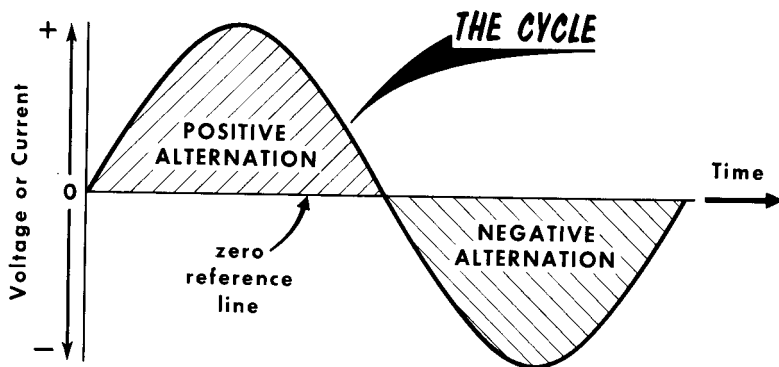 THE CYCLE
+
POSITIVE
ALTERNATION
Time
Voltage or Current
0
zero
reference
line
NEGATIVE
ALTERNATION
−